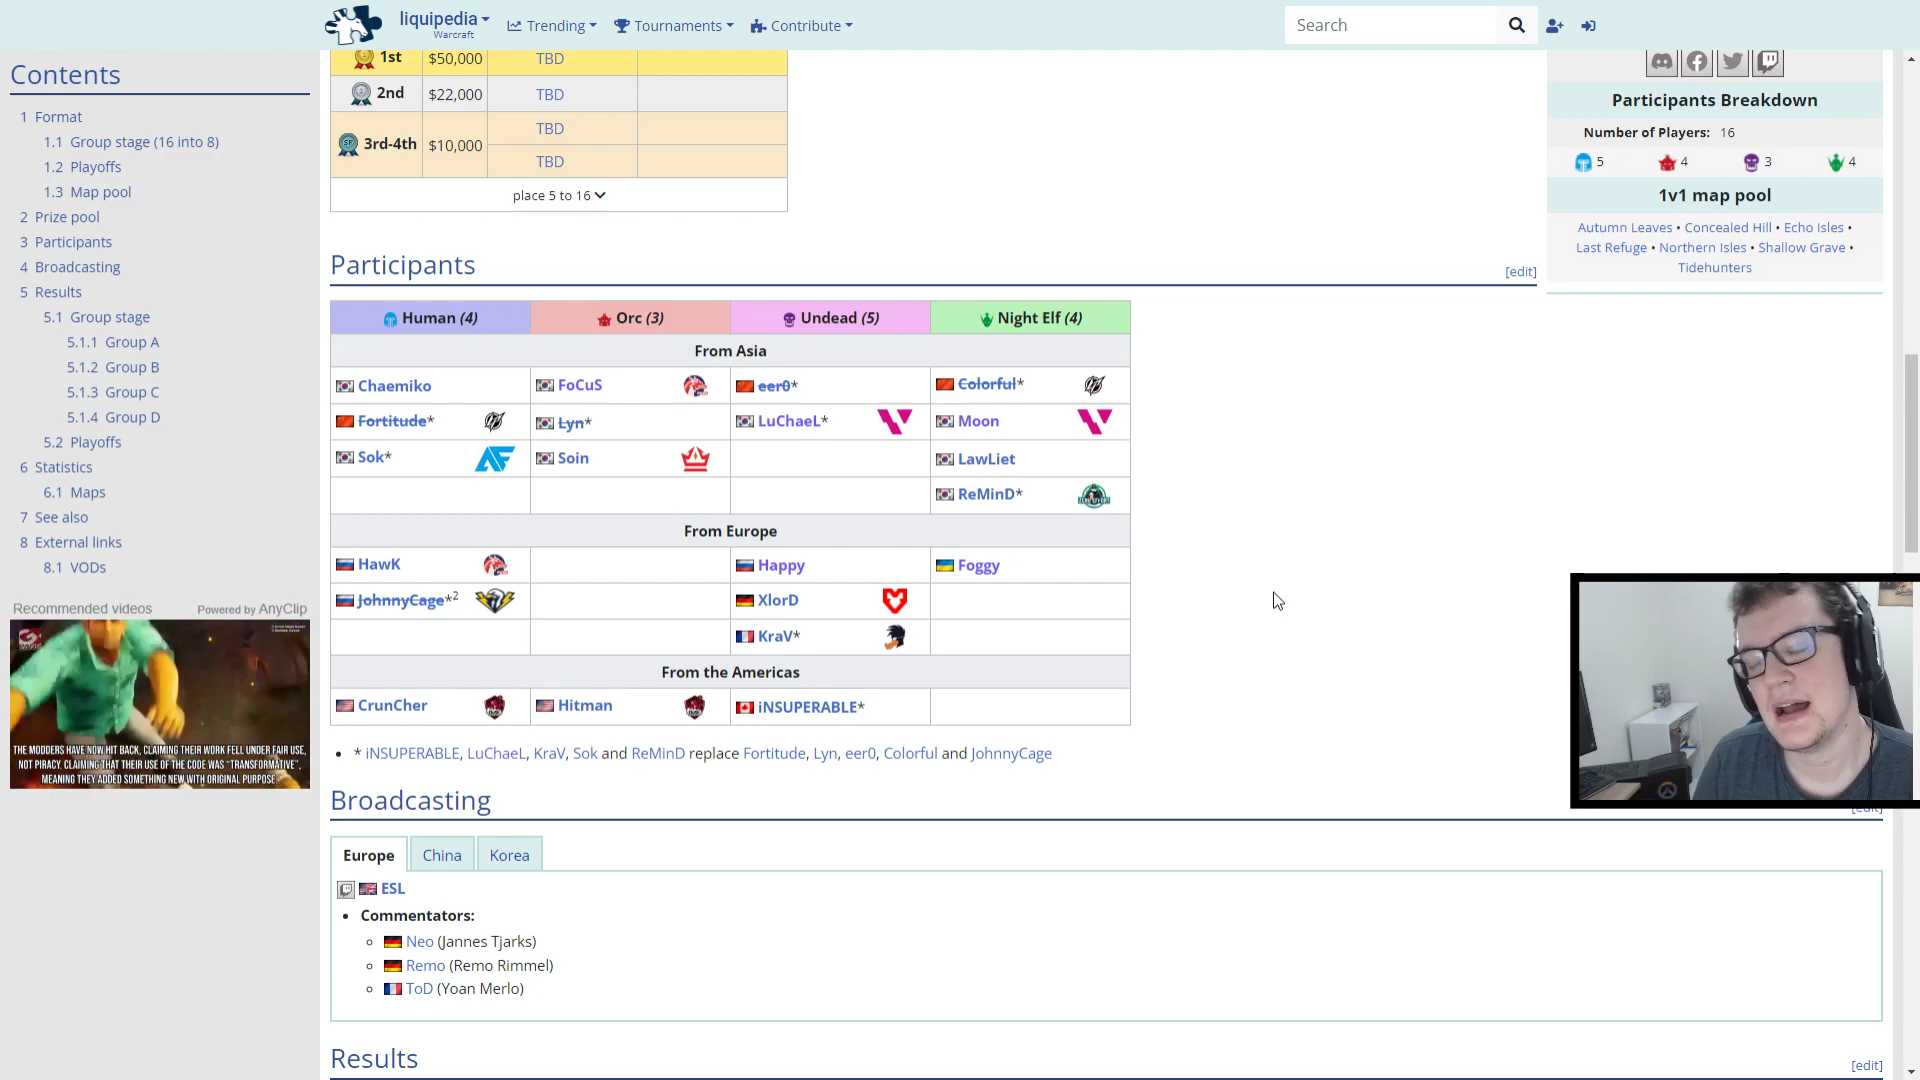 liquipedia
Warcraft
Trending
Tournaments
Contribute
Search
Contents
1 Format
1.1 Group stage (16 into 8)
1.2 Playoffs
1.3 Map pool
2 Prize pool
3 Participants
4 Broadcasting
5 Results
5.1 Group stage
5.1.1 Group A
5.1.2 Group B
5.1.3 Group C
5.1.4 Group D
5.2 Playoffs
6 Statistics
6.1 Maps
7 See also
8 External links
8.1 VODs
Recommended videos Powered by AnyClip
THE MODDERS HAVE NOW HIT BACK, CLAIMING THEIR WORK FELL UNDER FAIR USE,
NOT PIRACY. CLAIMING THAT THEIR USE OF THE CODE WAS "TRANSFORMATIVE",
MEANING THEY ADDED SOMETHING NEW WITH ORIGINAL PURPOSE
1st $50,000 TBD
2nd $22,000 TBD
3rd-4th $10,000 TBD
TBD
place 5 to 16
Participants [edit]
Human (4) Orc (3) Undead (5) Night Elf (4)
From Asia
Chaemiko FoCuS eer0* Colorful*
Fortitude* Lyn* LuChaeL* Moon
Sok* Soin LawLiet
ReMinD*
From Europe
HawK Happy Foggy
JohnnyCage*2 XlorD
KraV*
From the Americas
CrunCher Hitman iNSUPERABLE*
* iNSUPERABLE, LuChaeL, KraV, Sok and ReMinD replace Fortitude, Lyn, eer0, Colorful and JohnnyCage
Broadcasting [edit]
Europe China Korea
ESL
Commentators:
Neo (Jannes Tjarks)
Remo (Remo Rimmel)
ToD (Yoan Merlo)
Results [edit]
Participants Breakdown
Number of Players: 16
5 4 3 4
1v1 map pool
Autumn Leaves • Concealed Hill • Echo Isles •
Last Refuge • Northern Isles • Shallow Grave •
Tidehunters